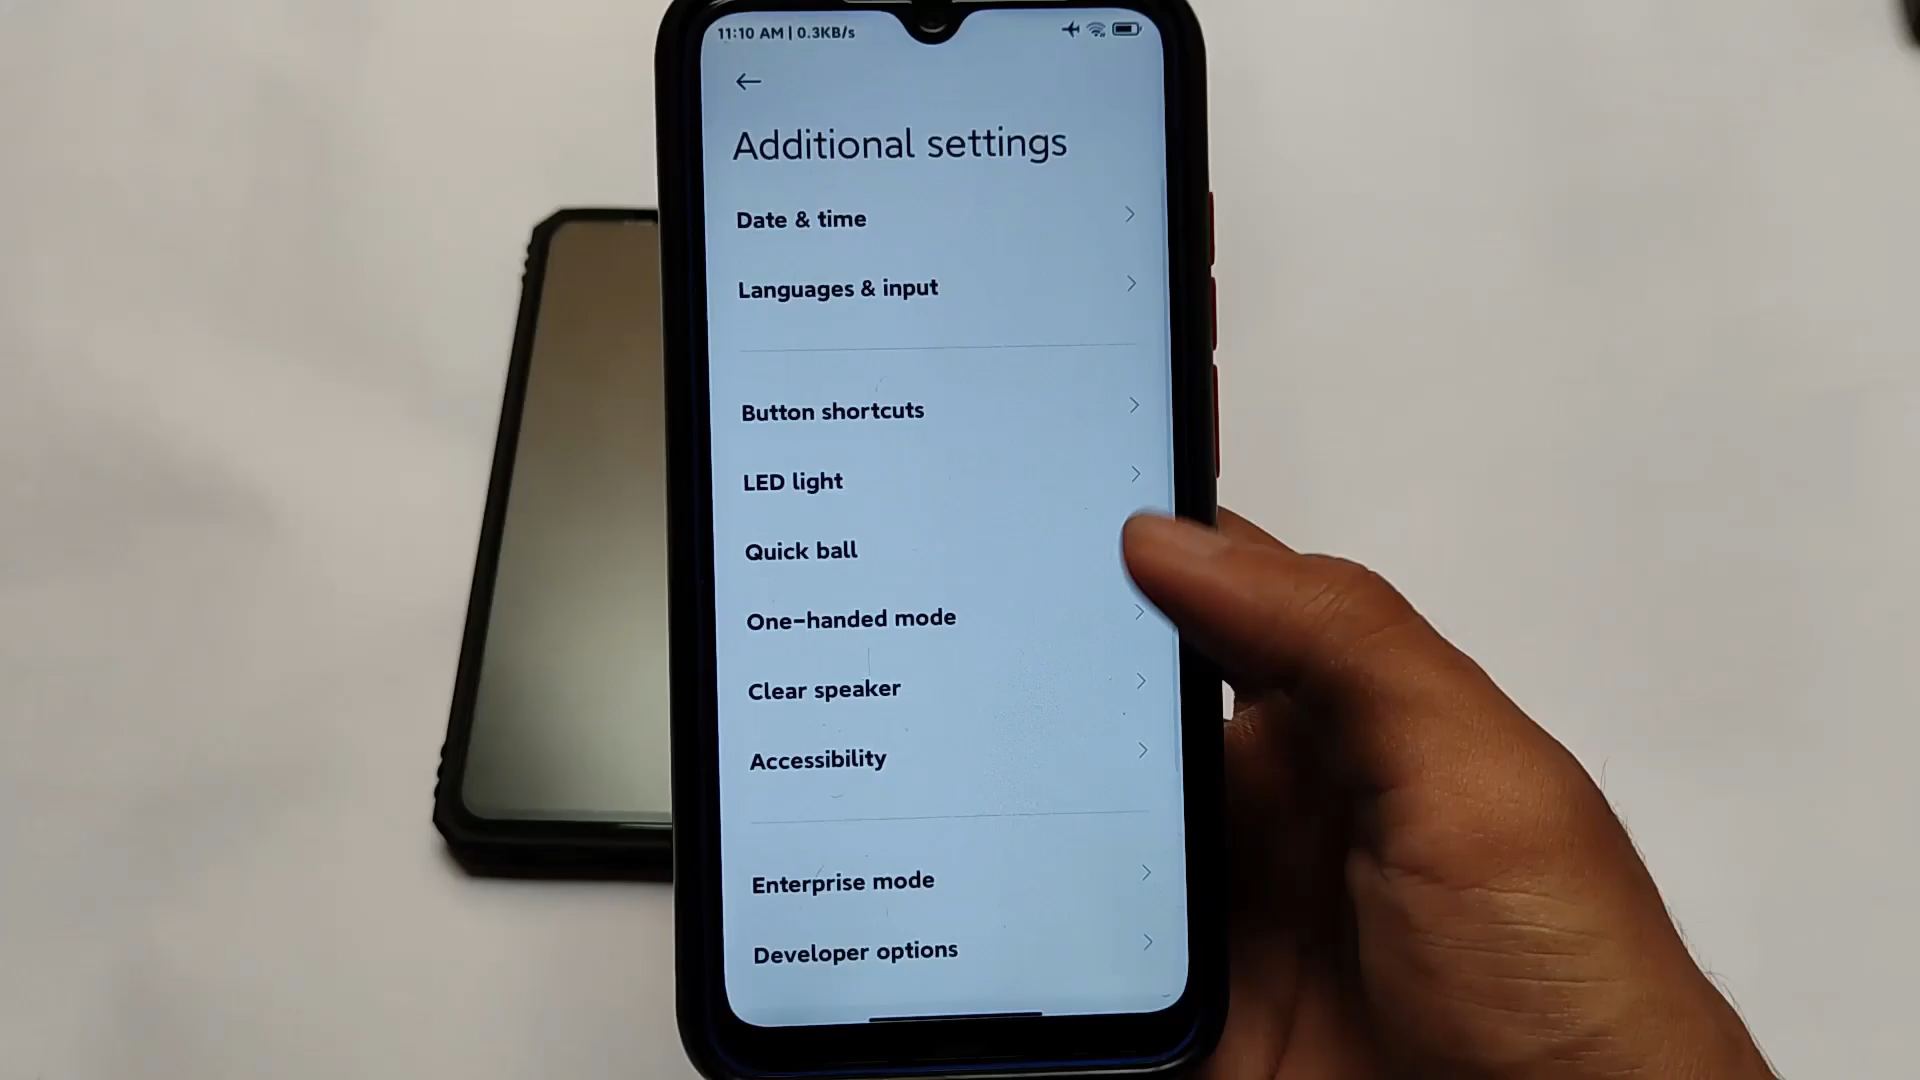 11:10 AM | 0.3KB/s
Additional settings
Date & time
Languages & input
Button shortcuts
LED light
Quick ball
One-handed mode
Clear speaker
Accessibility
Enterprise mode
Developer options